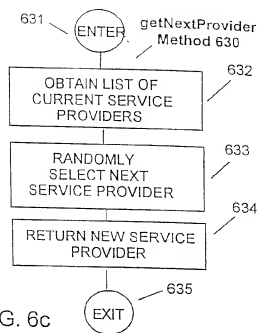 631
ENTER
getNextProvider
Method 630
OBTAIN LIST OF
CURRENT SERVICE
PROVIDERS
632
RANDOMLY
SELECT NEXT
SERVICE PROVIDER
633
634
RETURN NEW SERVICE
PROVIDER
635
EXIT
G. 6c